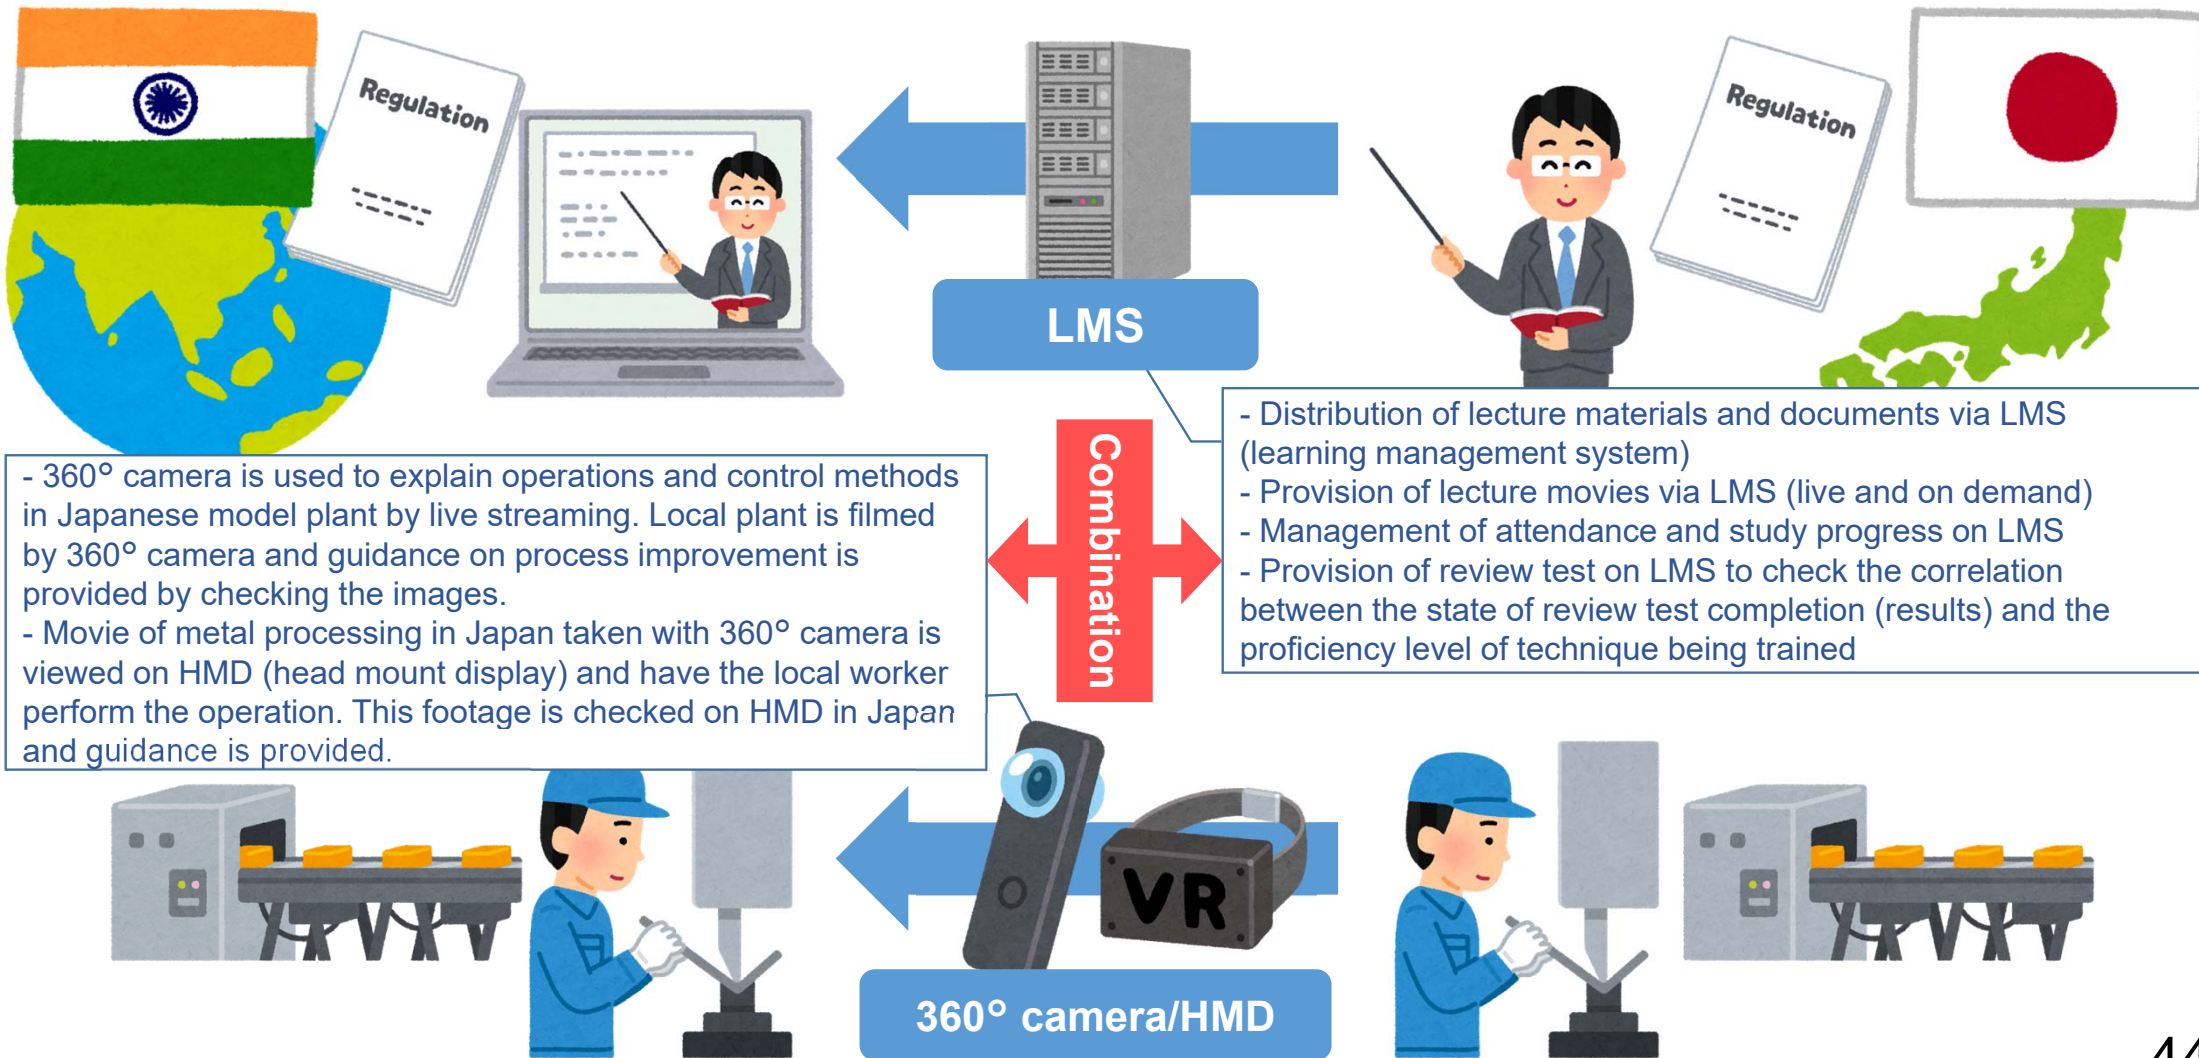 Regulation
Regulation
LMS
- Distribution of lecture materials and documents via LMS
(learning management system)
- Provision of lecture movies via LMS (live and on demand)
- Management of attendance and study progress on LMS
- Provision of review test on LMS to check the correlation
between the state of review test completion (results) and the
proficiency level of technique being trained
Combination
- 360° camera is used to explain operations and control methods
in Japanese model plant by live streaming. Local plant is filmed
by 360° camera and guidance on process improvement is
provided by checking the images.
- Movie of metal processing in Japan taken with 360° camera is
viewed on HMD (head mount display) and have the local worker
perform the operation. This footage is checked on HMD in Japan
and guidance is provided.
VR
360° camera/HMD
44